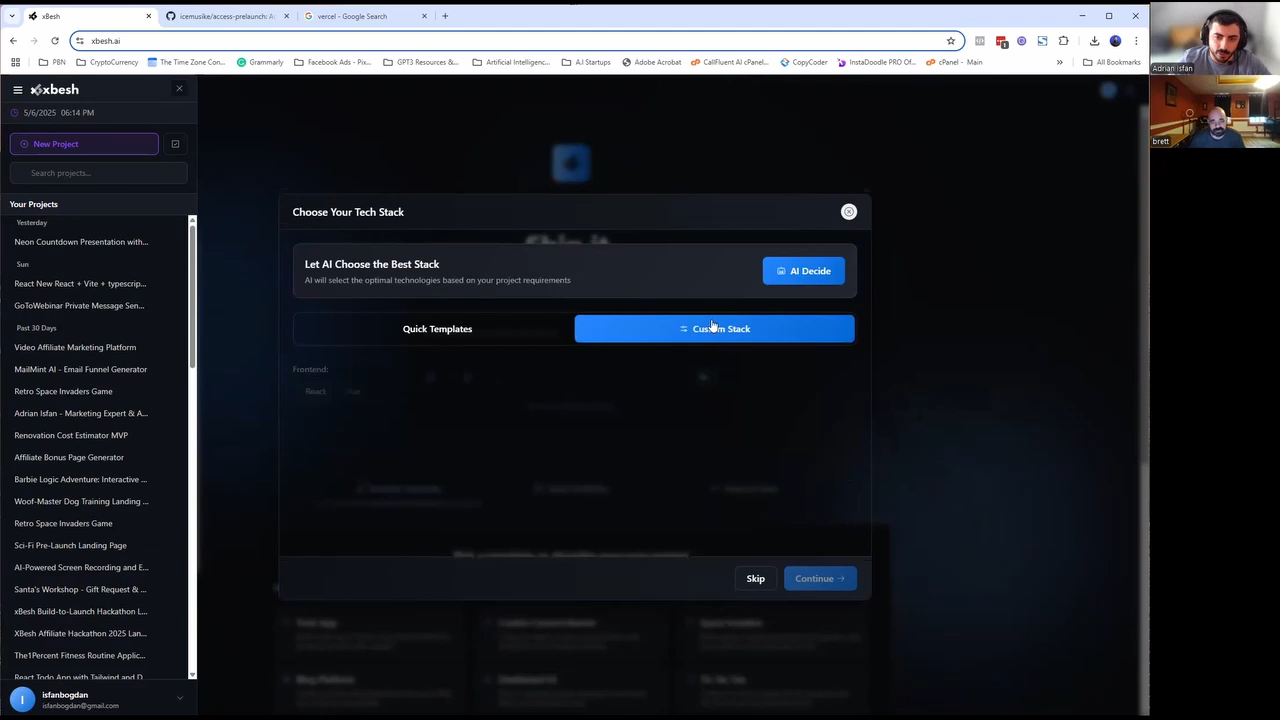 xBesh
icemusike/access-prelaunch: Ac
vercel - Google Search
xbesh.ai
PBN
CryptoCurrency
The Time Zone Con...
Grammarly
Facebook Ads - Pix...
GPT3 Resources &...
Artificial Intelligenc...
A.I Startups
Adobe Acrobat
CallFluent AI cPanel...
CopyCoder
InstaDoodle PRO OF...
cPanel - Main
All Bookmarks
Adrian Isfan
brett
xbesh
5/6/2025 06:14 PM
New Project
Search projects...
Your Projects
Yesterday
Neon Countdown Presentation with...
Sun
React New React + Vite + typescrip...
GoToWebinar Private Message Sen...
Past 30 Days
Video Affiliate Marketing Platform
MailMint AI - Email Funnel Generator
Retro Space Invaders Game
Adrian Isfan - Marketing Expert & A...
Renovation Cost Estimator MVP
Affiliate Bonus Page Generator
Barbie Logic Adventure: Interactive ...
Woof-Master Dog Training Landing ...
Retro Space Invaders Game
Sci-Fi Pre-Launch Landing Page
AI-Powered Screen Recording and E...
Santa's Workshop - Gift Request & ...
xBesh Build-to-Launch Hackathon L...
XBesh Affiliate Hackathon 2025 Lan...
The1Percent Fitness Routine Applic...
React Todo App with Tailwind and D...
I
isfanbogdan
isfanbogdan@gmail.com
Choose Your Tech Stack
Let AI Choose the Best Stack
AI will select the optimal technologies based on your project requirements
AI Decide
Quick Templates
Custom Stack
Frontend:
React
Skip
Continue